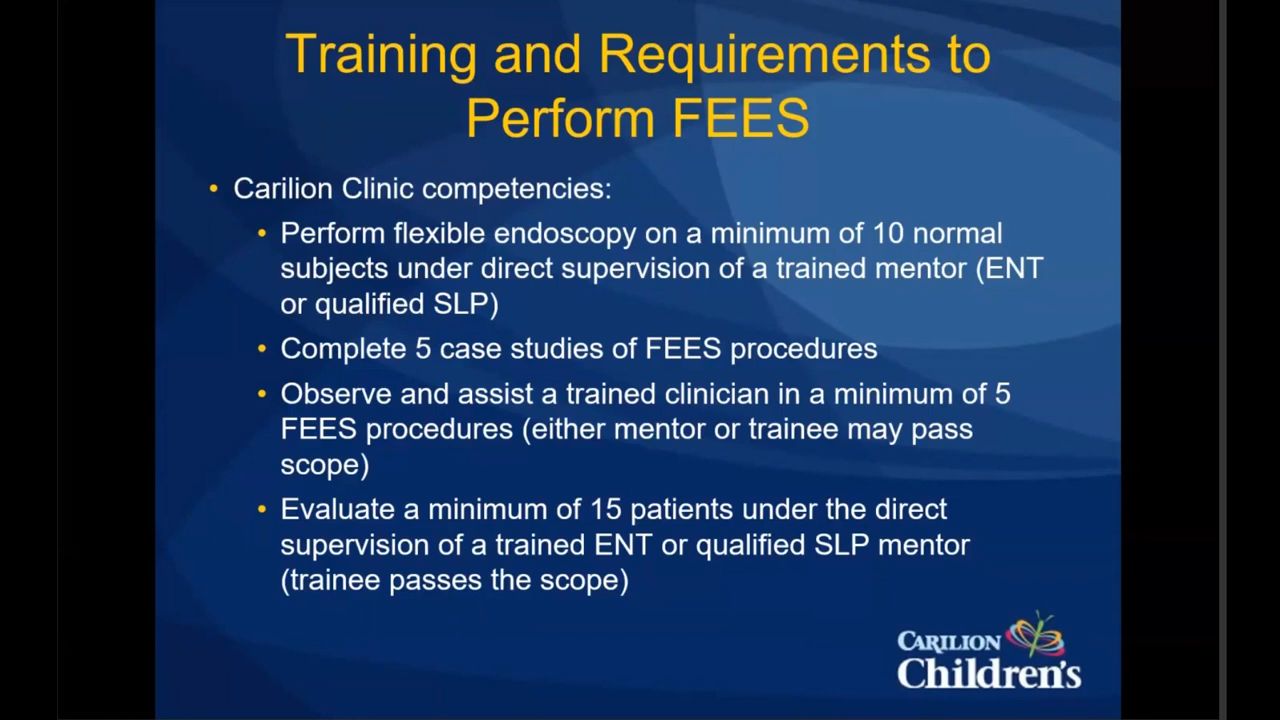 Training and Requirements to
Perform FEES
• Carilion Clinic competencies:
• Perform flexible endoscopy on a minimum of 10 normal
subjects under direct supervision of a trained mentor (ENT
or qualified SLP)
• Complete 5 case studies of FEES procedures
• Observe and assist a trained clinician in a minimum of 5
FEES procedures (either mentor or trainee may pass
scope)
• Evaluate a minimum of 15 patients under the direct
supervision of a trained ENT or qualified SLP mentor
(trainee passes the scope)
CARILION
Children's